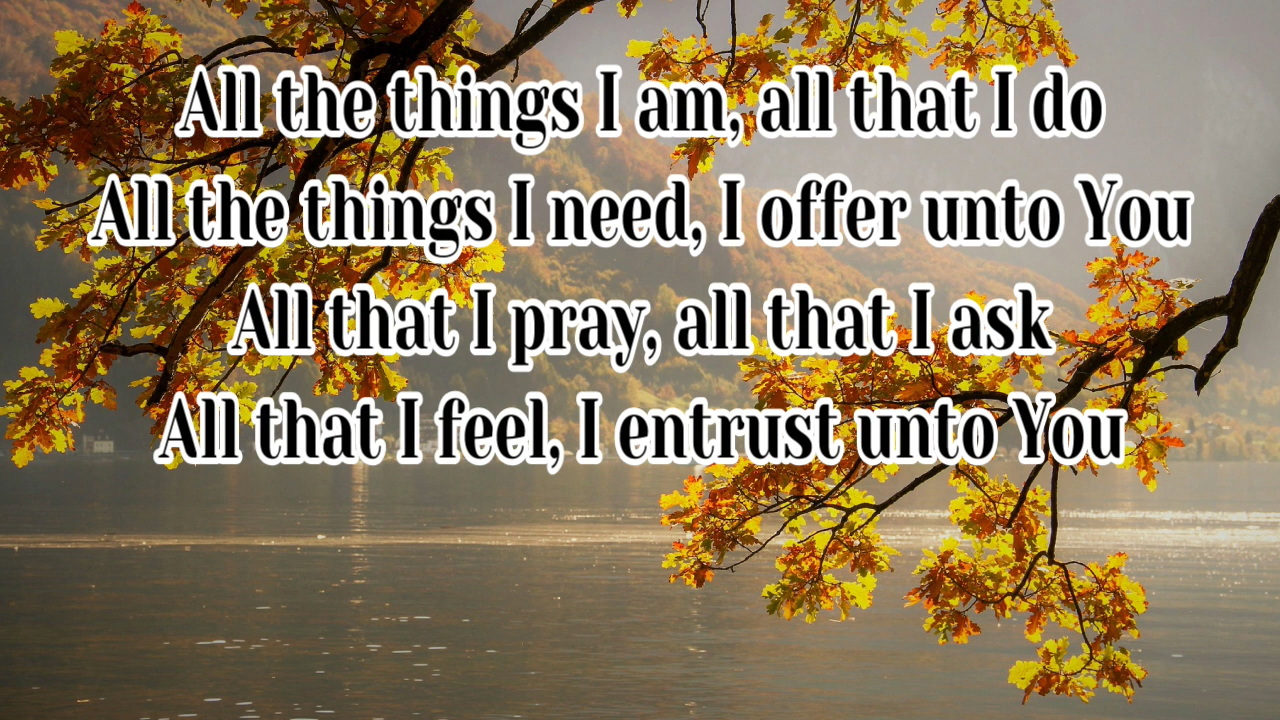 All the things I am, all that I do
All the things I need, I offer unto You
All that I pray, all that I ask
All that I feel, I entrust unto You